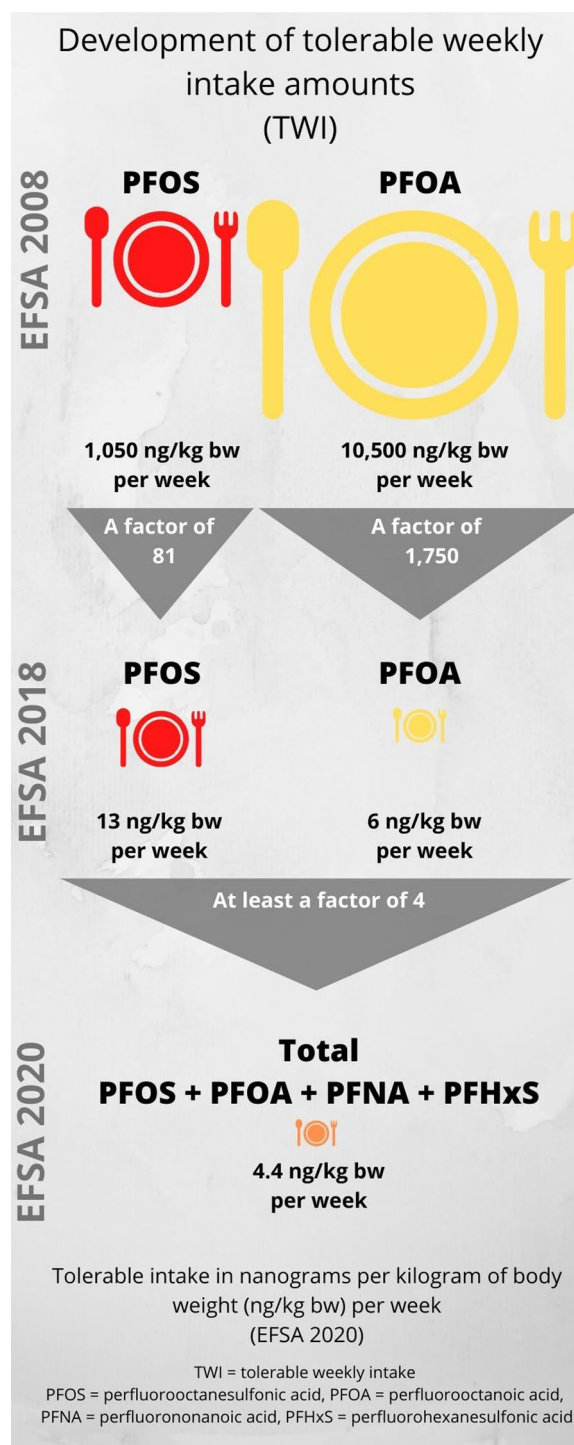 Development of tolerable weekly
intake amounts
(TWI)
EFSA 2008
PFOS
PFOA
1,050 ng/kg bw
per week
10,500 ng/kg bw
per week
A factor of
81
A factor of
1,750
EFSA 2018
PFOS
PFOA
13 ng/kg bw
per week
6 ng/kg bw
per week
At least a factor of 4
EFSA 2020
Total
PFOS + PFOA + PFNA + PFHxS
4.4 ng/kg bw
per week
Tolerable intake in nanograms per kilogram of body
weight (ng/kg bw) per week
(EFSA 2020)
TWI = tolerable weekly intake
PFOS = perfluorooctanesulfonic acid, PFOA = perfluorooctanoic acid,
PFNA = perfluorononanoic acid, PFHxS = perfluorohexanesulfonic acid